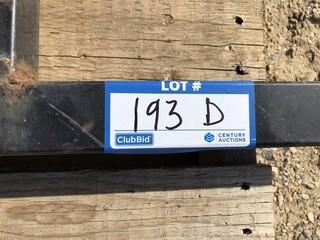 LOT #
193 D
ClubBid CENTURY AUCTIONS